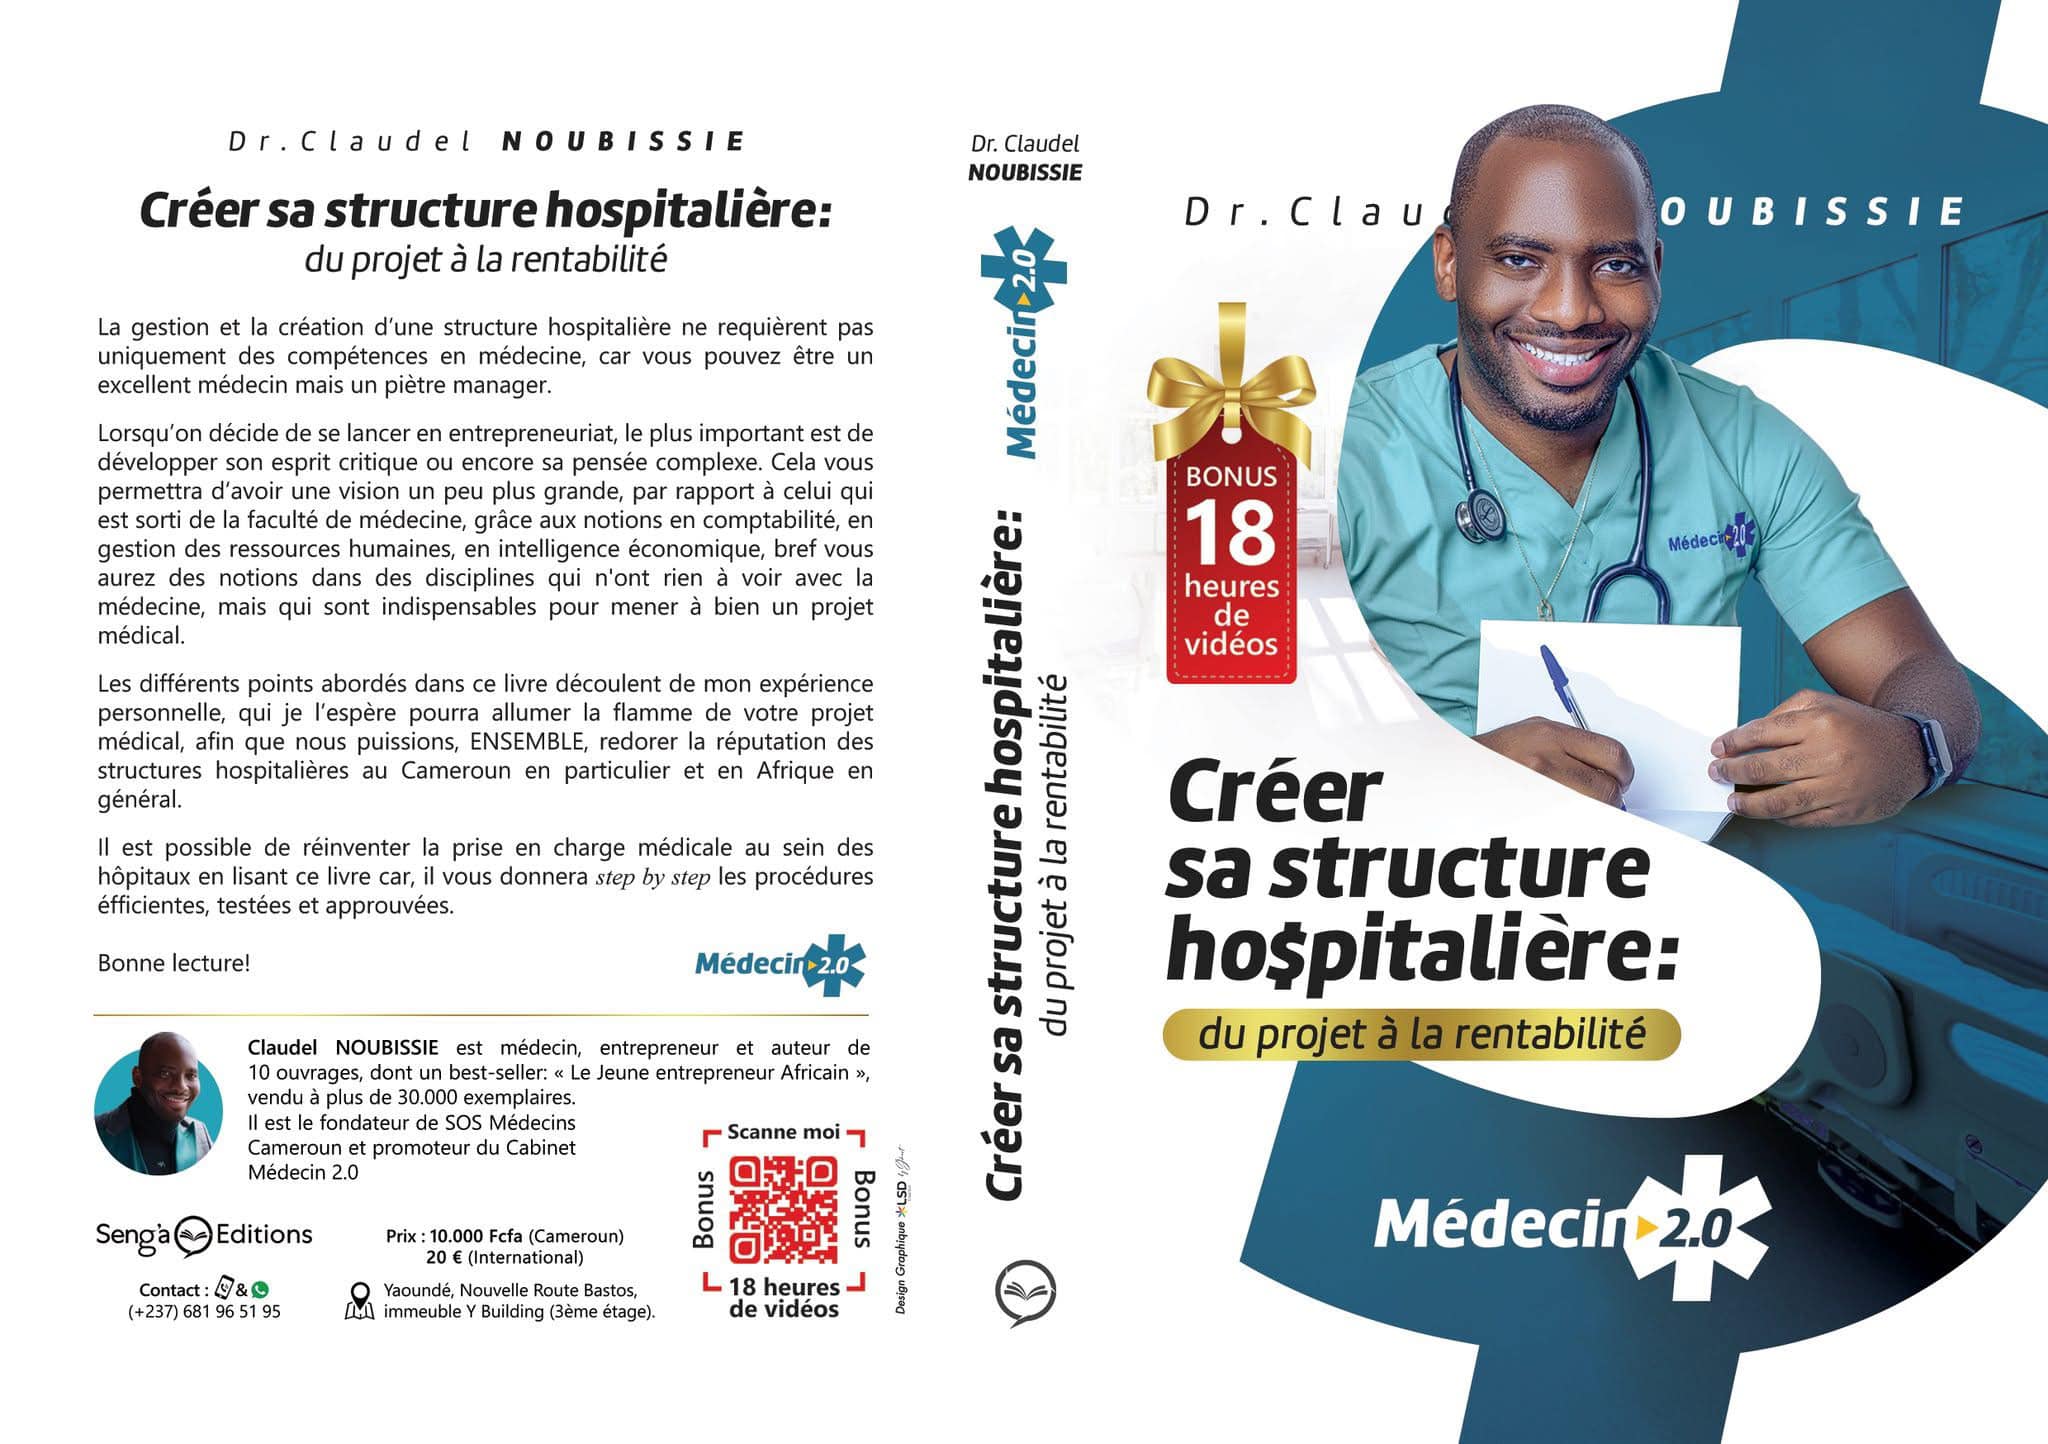 Dr. Claudel NOUBISSIE
Créer sa structure hospitalière:
du projet à la rentabilité
La gestion et la création d’une structure hospitalière ne requièrent pas
uniquement des compétences en médecine, car vous pouvez être un
excellent médecin mais un piètre manager.
Lorsqu’on décide de se lancer en entrepreneuriat, le plus important est de
développer son esprit critique ou encore sa pensée complexe. Cela vous
permettra d’avoir une vision un peu plus grande, par rapport à celui qui
est sorti de la faculté de médecine, grâce aux notions en comptabilité, en
gestion des ressources humaines, en intelligence économique, bref vous
aurez des notions dans des disciplines qui n'ont rien à voir avec la
médecine, mais qui sont indispensables pour mener à bien un projet
médical.
Les différents points abordés dans ce livre découlent de mon expérience
personnelle, qui je l’espère pourra allumer la flamme de votre projet
médical, afin que nous puissions, ENSEMBLE, redorer la réputation des
structures hospitalières au Cameroun en particulier et en Afrique en
général.
Il est possible de réinventer la prise en charge médicale au sein des
hôpitaux en lisant ce livre car, il vous donnera step by step les procédures
éfficientes, testées et approuvées.
Bonne lecture!
Médecin 2.0
Claudel NOUBISSIE est médecin, entrepreneur et auteur de
10 ouvrages, dont un best-seller: « Le Jeune entrepreneur Africain »,
vendu à plus de 30.000 exemplaires.
Il est le fondateur de SOS Médecins
Cameroun et promoteur du Cabinet
Médecin 2.0
Seng'à Editions
Contact : &
(+237) 681 96 51 95
Prix : 10.000 Fcfa (Cameroun)
20 € (International)
Yaoundé, Nouvelle Route Bastos,
immeuble Y Building (3ème étage).
Scanne moi
Bonus
Bonus
18 heures
de vidéos
Design Graphique LSD
Dr. Claudel
NOUBISSIE
Médecin 2.0
Créer sa structure hospitalière:
du projet à la rentabilité
Dr. Clau OUBISSIE
BONUS
18
heures
de
vidéos
Médecin 2.0
Créer
sa structure
ho$pitalière:
du projet à la rentabilité
Médecin 2.0